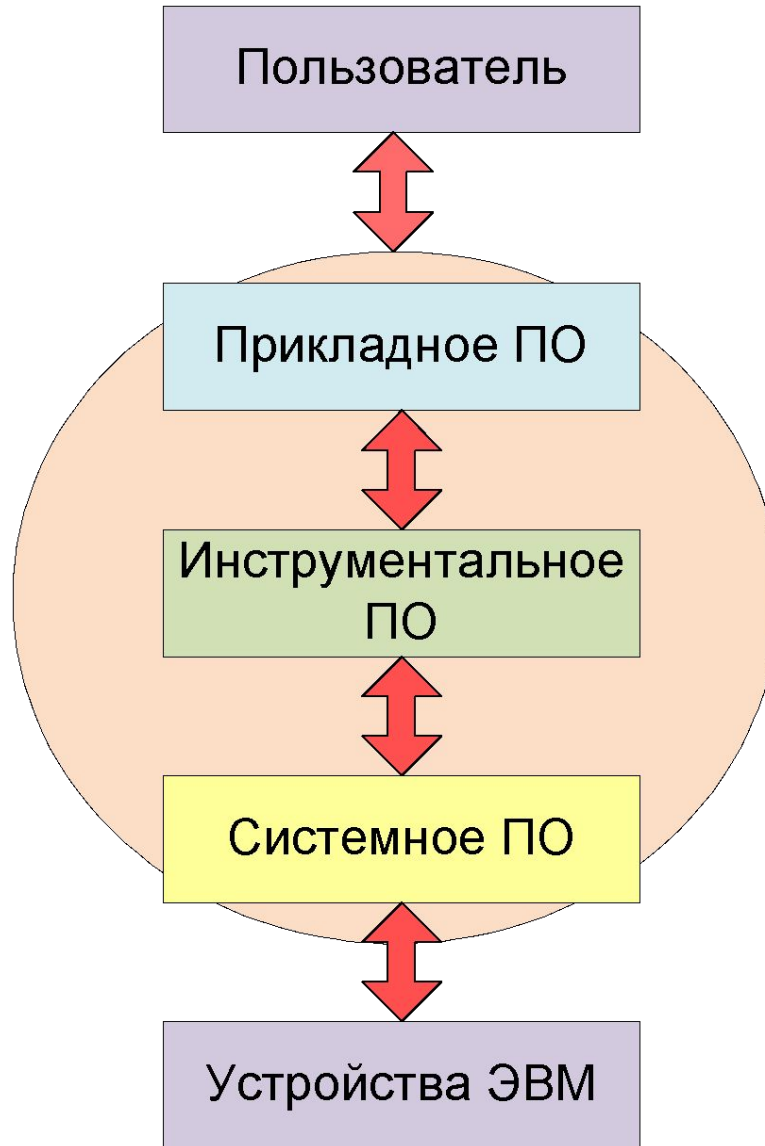 Пользователь
Прикладное ПО
Инструментальное
ПО
Системное ПО
Устройства ЭВМ